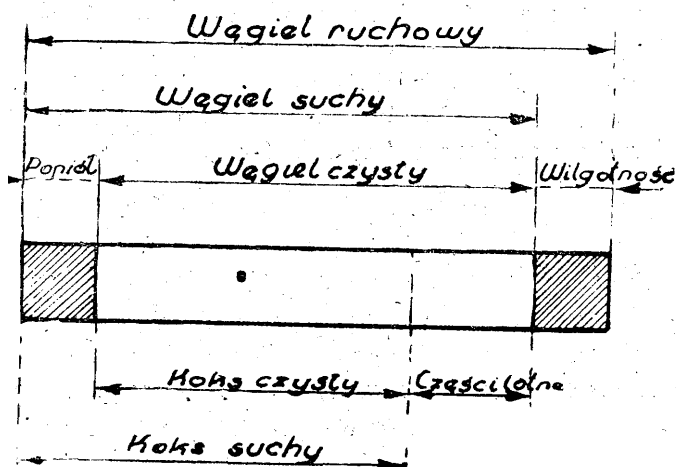 Węgiel ruchowy
Węgiel suchy
Popiół Węgiel czysty Wilgotność
Koks czysty Części lotne
Koks suchy